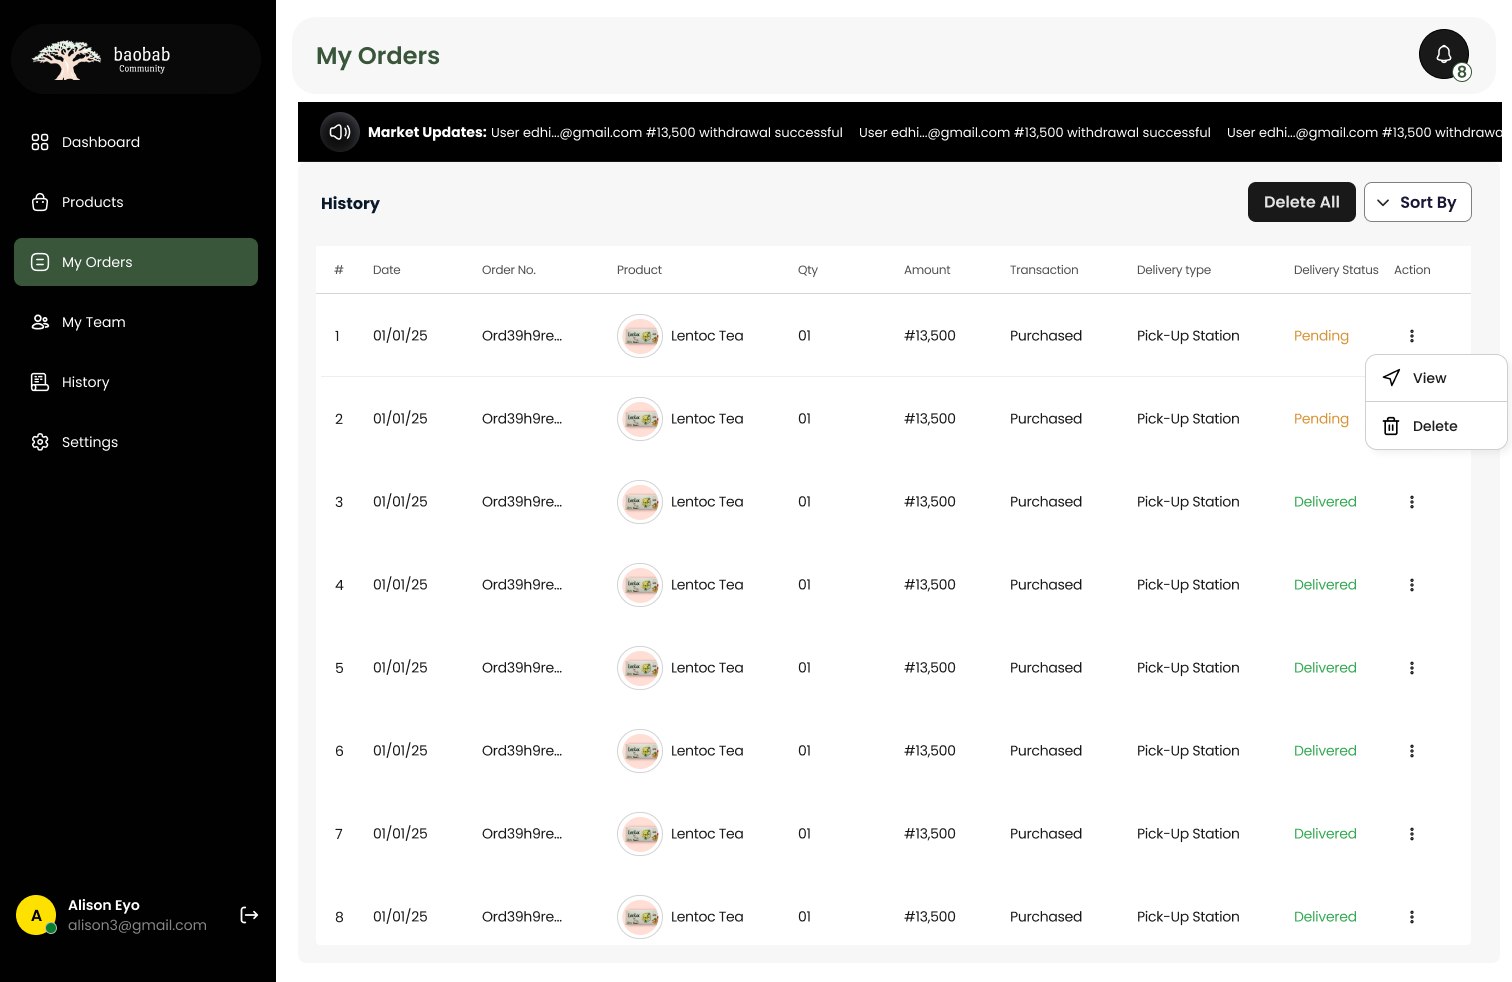 baobab
Community
Dashboard
Products
My Orders
My Team
History
Settings
A
Alison Eyo
alison3@gmail.com
My Orders
8
Market Updates: User edhi...@gmail.com #13,500 withdrawal successful User edhi...@gmail.com #13,500 withdrawal successful User edhi...@gmail.com #13,500 withdrawa
History
Delete All
Sort By
# Date Order No. Product Qty Amount Transaction Delivery type Delivery Status Action
1 01/01/25 Ord39h9re... Lentoc Tea 01 #13,500 Purchased Pick-Up Station Pending
View
2 01/01/25 Ord39h9re... Lentoc Tea 01 #13,500 Purchased Pick-Up Station Pending
Delete
3 01/01/25 Ord39h9re... Lentoc Tea 01 #13,500 Purchased Pick-Up Station Delivered
4 01/01/25 Ord39h9re... Lentoc Tea 01 #13,500 Purchased Pick-Up Station Delivered
5 01/01/25 Ord39h9re... Lentoc Tea 01 #13,500 Purchased Pick-Up Station Delivered
6 01/01/25 Ord39h9re... Lentoc Tea 01 #13,500 Purchased Pick-Up Station Delivered
7 01/01/25 Ord39h9re... Lentoc Tea 01 #13,500 Purchased Pick-Up Station Delivered
8 01/01/25 Ord39h9re... Lentoc Tea 01 #13,500 Purchased Pick-Up Station Delivered